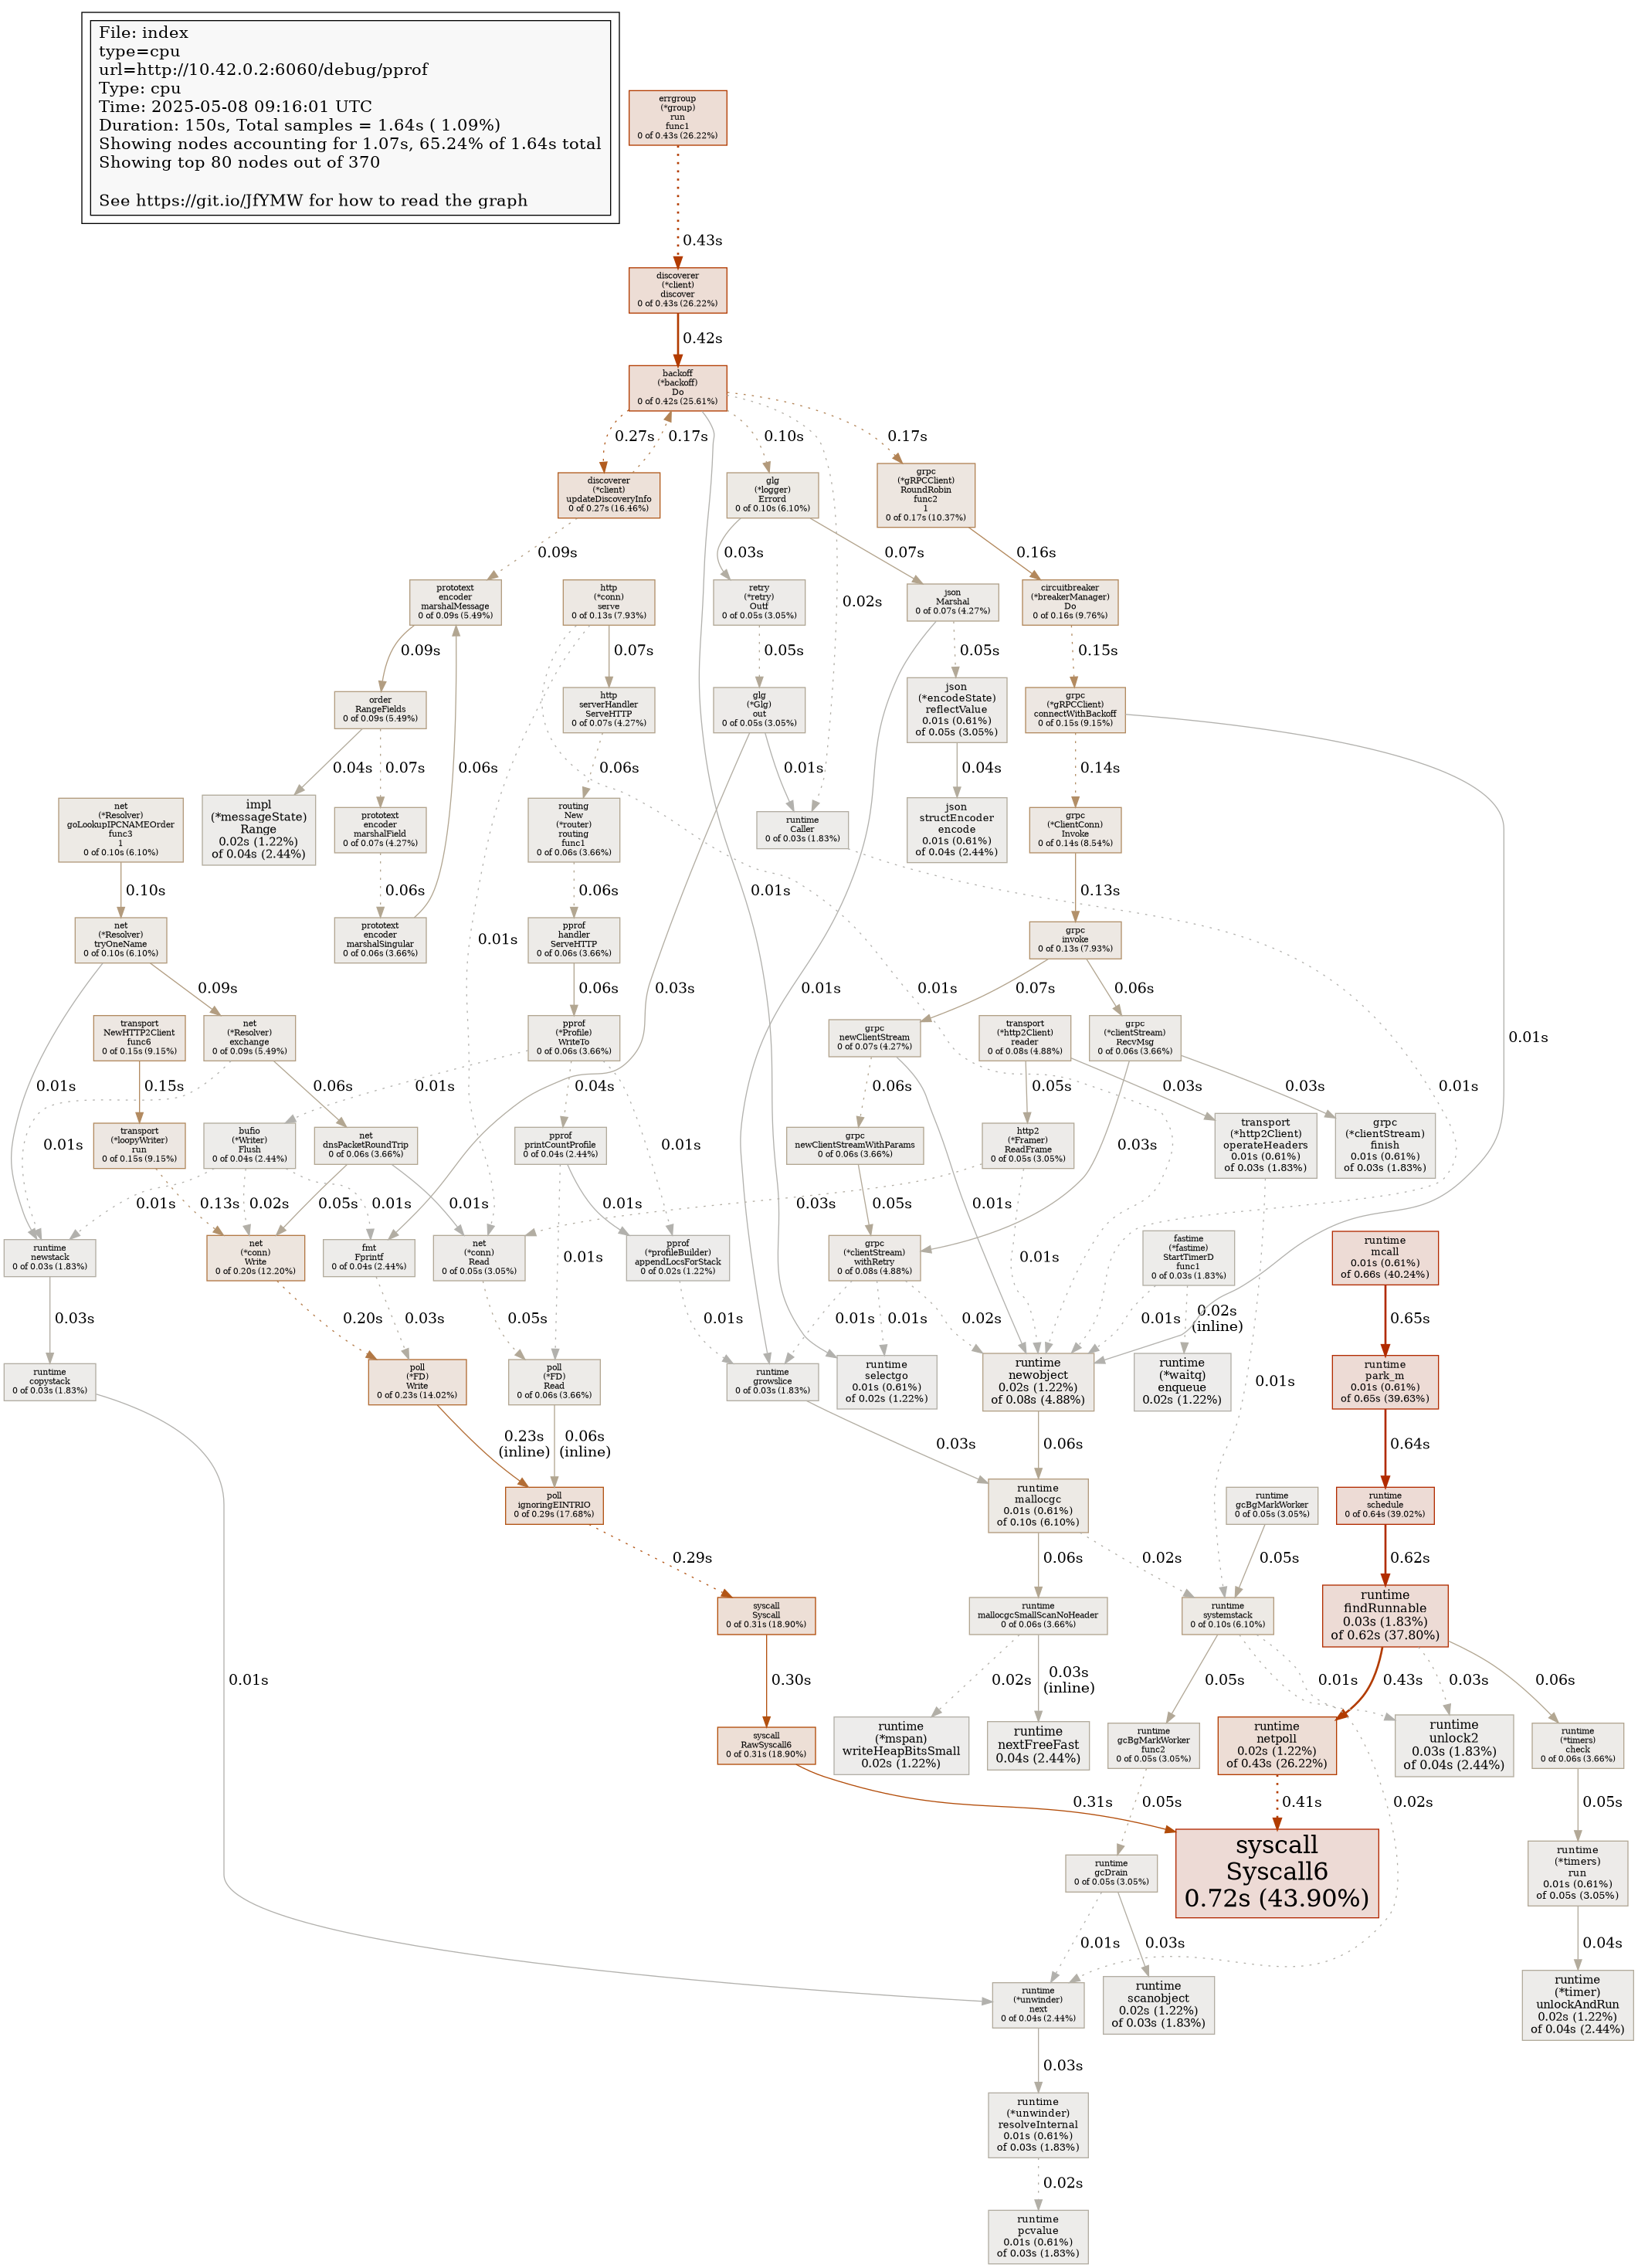 File: index
type=cpu
url=http://10.42.0.2:6060/debug/pprof
Type: cpu
Time: 2025-05-08 09:16:01 UTC
Duration: 150s, Total samples = 1.64s ( 1.09%)
Showing nodes accounting for 1.07s, 65.24% of 1.64s total
Showing top 80 nodes out of 370
See https://git.io/JfYMW for how to read the graph
errgroup
(*group)
run
func1
0 of 0.43s (26.22%)
0.43s
discoverer
(*client)
discover
0 of 0.43s (26.22%)
0.42s
backoff
(*backoff)
Do
0 of 0.42s (25.61%)
0.27s
0.17s
0.10s
0.17s
discoverer
(*client)
updateDiscoveryInfo
0 of 0.27s (16.46%)
glg
(*logger)
Errord
0 of 0.10s (6.10%)
grpc
(*gRPCClient)
RoundRobin
func2
1
0 of 0.17s (10.37%)
0.09s
0.03s
0.07s
0.02s
0.16s
prototext
encoder
marshalMessage
0 of 0.09s (5.49%)
http
(*conn)
serve
0 of 0.13s (7.93%)
retry
(*retry)
Outf
0 of 0.05s (3.05%)
json
Marshal
0 of 0.07s (4.27%)
circuitbreaker
(*breakerManager)
Do
0 of 0.16s (9.76%)
0.09s
0.07s
0.05s
0.05s
0.15s
order
RangeFields
0 of 0.09s (5.49%)
http
serverHandler
ServeHTTP
0 of 0.07s (4.27%)
glg
(*Glg)
out
0 of 0.05s (3.05%)
json
(*encodeState)
reflectValue
0.01s (0.61%)
of 0.05s (3.05%)
grpc
(*gRPCClient)
connectWithBackoff
0 of 0.15s (9.15%)
0.04s
0.07s
0.06s
0.06s
0.01s
0.04s
0.14s
net
(*Resolver)
goLookupIPCNAMEOrder
func3
1
0 of 0.10s (6.10%)
impl
(*messageState)
Range
0.02s (1.22%)
of 0.04s (2.44%)
prototext
encoder
marshalField
0 of 0.07s (4.27%)
routing
New
(*router)
routing
func1
0 of 0.06s (3.66%)
runtime
Caller
0 of 0.03s (1.83%)
json
structEncoder
encode
0.01s (0.61%)
of 0.04s (2.44%)
grpc
(*ClientConn)
Invoke
0 of 0.14s (8.54%)
0.10s
0.06s
0.06s
0.01s
0.13s
net
(*Resolver)
tryOneName
0 of 0.10s (6.10%)
prototext
encoder
marshalSingular
0 of 0.06s (3.66%)
0.01s
pprof
handler
ServeHTTP
0 of 0.06s (3.66%)
grpc
invoke
0 of 0.13s (7.93%)
0.09s
0.06s
0.03s
0.01s
0.01s
0.07s
0.06s
transport
NewHTTP2Client
func6
0 of 0.15s (9.15%)
net
(*Resolver)
exchange
0 of 0.09s (5.49%)
pprof
(*Profile)
WriteTo
0 of 0.06s (3.66%)
grpc
newClientStream
0 of 0.07s (4.27%)
transport
(*http2Client)
reader
0 of 0.08s (4.88%)
grpc
(*clientStream)
RecvMsg
0 of 0.06s (3.66%)
0.01s
0.01s
0.15s
0.06s
0.01s
0.04s
0.06s
0.05s
0.03s
0.03s
0.01s
transport
(*loopyWriter)
run
0 of 0.15s (9.15%)
bufio
(*Writer)
Flush
0 of 0.04s (2.44%)
net
dnsPacketRoundTrip
0 of 0.06s (3.66%)
pprof
printCountProfile
0 of 0.04s (2.44%)
grpc
newClientStreamWithParams
0 of 0.06s (3.66%)
http2
(*Framer)
ReadFrame
0 of 0.05s (3.05%)
transport
(*http2Client)
operateHeaders
0.01s (0.61%)
of 0.03s (1.83%)
grpc
(*clientStream)
finish
0.01s (0.61%)
of 0.03s (1.83%)
0.01s
0.01s
0.03s
0.01s
0.13s
0.02s
0.05s
0.01s
0.01s
0.01s
0.03s
0.05s
0.01s
runtime
newstack
0 of 0.03s (1.83%)
net
(*conn)
Write
0 of 0.20s (12.20%)
fmt
Fprintf
0 of 0.04s (2.44%)
net
(*conn)
Read
0 of 0.05s (3.05%)
0.01s
pprof
(*profileBuilder)
appendLocsForStack
0 of 0.02s (1.22%)
grpc
(*clientStream)
withRetry
0 of 0.08s (4.88%)
0.01s
fastime
(*fastime)
StartTimerD
func1
0 of 0.03s (1.83%)
runtime
mcall
0.01s (0.61%)
of 0.66s (40.24%)
0.03s
0.20s
0.03s
0.05s
0.01s
0.01s
0.01s
0.02s
0.01s
0.02s
(inline)
0.65s
runtime
copystack
0 of 0.03s (1.83%)
poll
(*FD)
Write
0 of 0.23s (14.02%)
poll
(*FD)
Read
0 of 0.06s (3.66%)
runtime
growslice
0 of 0.03s (1.83%)
runtime
selectgo
0.01s (0.61%)
of 0.02s (1.22%)
runtime
newobject
0.02s (1.22%)
of 0.08s (4.88%)
runtime
(*waitq)
enqueue
0.02s (1.22%)
0.01s
runtime
park_m
0.01s (0.61%)
of 0.65s (39.63%)
0.23s
(inline)
0.06s
(inline)
0.03s
0.06s
0.64s
poll
ignoringEINTRIO
0 of 0.29s (17.68%)
runtime
mallocgc
0.01s (0.61%)
of 0.10s (6.10%)
runtime
gcBgMarkWorker
0 of 0.05s (3.05%)
runtime
schedule
0 of 0.64s (39.02%)
0.29s
0.06s
0.02s
0.05s
0.62s
syscall
Syscall
0 of 0.31s (18.90%)
runtime
mallocgcSmallScanNoHeader
0 of 0.06s (3.66%)
runtime
systemstack
0 of 0.10s (6.10%)
runtime
findRunnable
0.03s (1.83%)
of 0.62s (37.80%)
0.01s
0.30s
0.02s
0.03s
(inline)
0.05s
0.01s
0.43s
0.03s
0.06s
syscall
RawSyscall6
0 of 0.31s (18.90%)
runtime
(*mspan)
writeHeapBitsSmall
0.02s (1.22%)
runtime
nextFreeFast
0.04s (2.44%)
runtime
gcBgMarkWorker
func2
0 of 0.05s (3.05%)
runtime
netpoll
0.02s (1.22%)
of 0.43s (26.22%)
runtime
unlock2
0.03s (1.83%)
of 0.04s (2.44%)
runtime
(*timers)
check
0 of 0.06s (3.66%)
0.31s
0.05s
0.41s
0.02s
0.05s
runtime
gcDrain
0 of 0.05s (3.05%)
syscall
Syscall6
0.72s (43.90%)
runtime
(*timers)
run
0.01s (0.61%)
of 0.05s (3.05%)
0.01s
0.03s
0.04s
runtime
(*unwinder)
next
0 of 0.04s (2.44%)
runtime
scanobject
0.02s (1.22%)
of 0.03s (1.83%)
runtime
(*timer)
unlockAndRun
0.02s (1.22%)
of 0.04s (2.44%)
0.03s
runtime
(*unwinder)
resolveInternal
0.01s (0.61%)
of 0.03s (1.83%)
0.02s
runtime
pcvalue
0.01s (0.61%)
of 0.03s (1.83%)